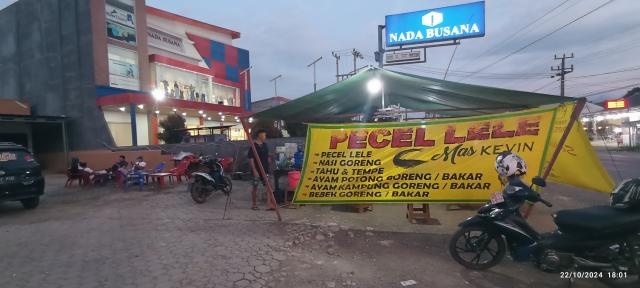 NADA BUSANA
NADA BUSANA
PECEL LELE
Mas KEVIN
- PECEL LELE
- NASI GORENG
- TAHU & TEMPE
- AYAM POTONG GORENG / BAKAR
- AYAM KAMPUNG GORENG / BAKAR
- BEBEK GORENG / BAKAR
22/10/2024 18:01